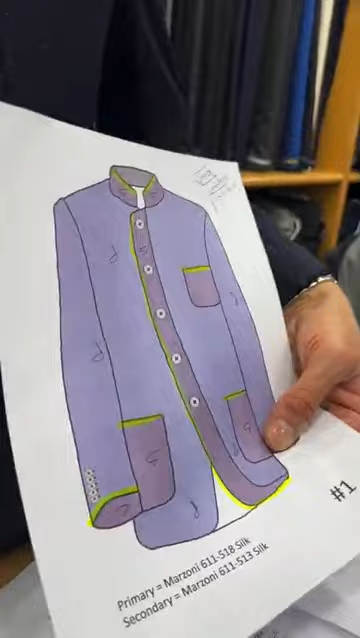 #1
Primary = Marzoni 611-518 Silk
Secondary = Marzoni 611-513 Silk